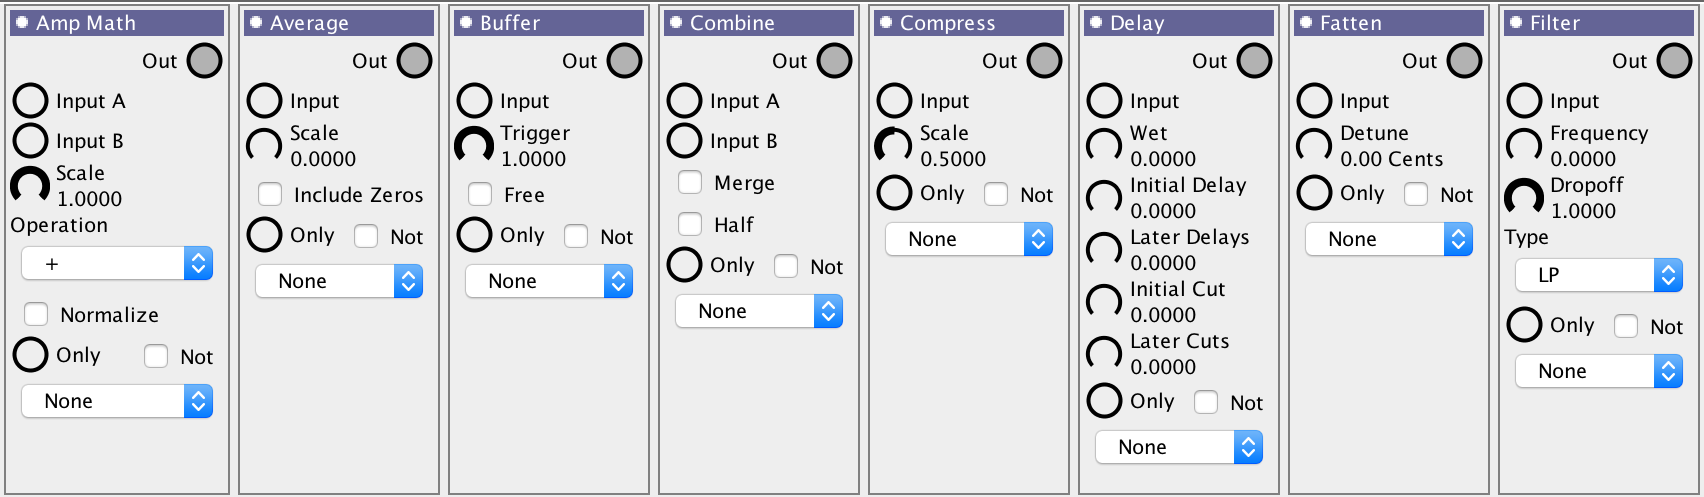 Amp Math
Out
Input A
Input B
Scale
1.0000
Operation
+
Normalize
Only Not
None
Average
Out
Input
Scale
0.0000
Include Zeros
Only Not
None
Buffer
Out
Input
Trigger
1.0000
Free
Only Not
None
Combine
Out
Input A
Input B
Merge
Half
Only Not
None
Compress
Out
Input
Scale
0.5000
Only Not
None
Delay
Out
Input
Wet
0.0000
Initial Delay
0.0000
Later Delays
0.0000
Initial Cut
0.0000
Later Cuts
0.0000
Only Not
None
Fatten
Out
Input
Detune
0.00 Cents
Only Not
None
Filter
Out
Input
Frequency
0.0000
Dropoff
1.0000
Type
LP
Only Not
None